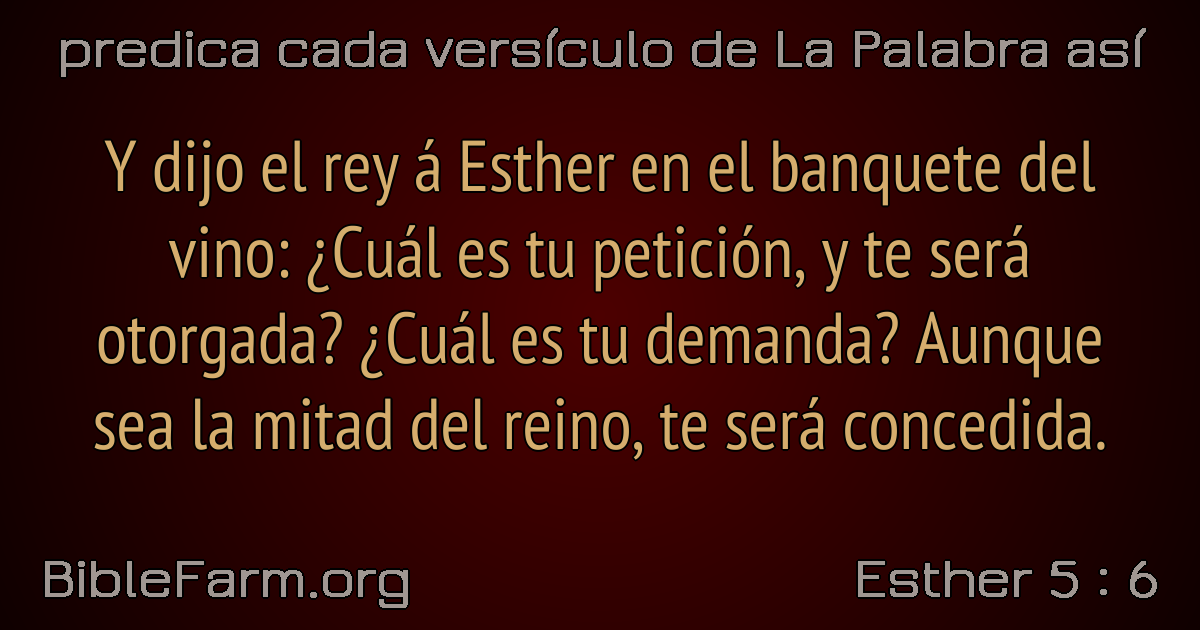 predica cada versículo de La Palabra así
Y dijo el rey á Esther en el banquete del
vino: ¿Cuál es tu petición, y te será
otorgada? ¿Cuál es tu demanda? Aunque
sea la mitad del reino, te será concedida.
BibleFarm.org
Esther 5 : 6